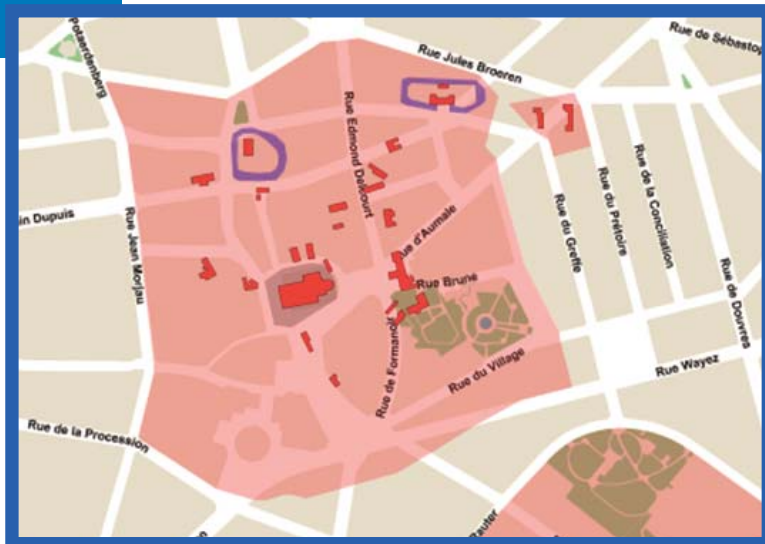 Potaerdenberg
Rue Jules Broeren
Rue de Sébastop
Rue Edmond Delcourt
in Dupuis
Rue Jean Morjau
Rue d'Aumale
Rue du Greffe
Rue du Prétoire
Rue de la Conciliation
Rue de Douvres
Rue Brune
Rue de Formanoir
Rue du Village
Rue Wayez
Rue de la Procession
Rauter